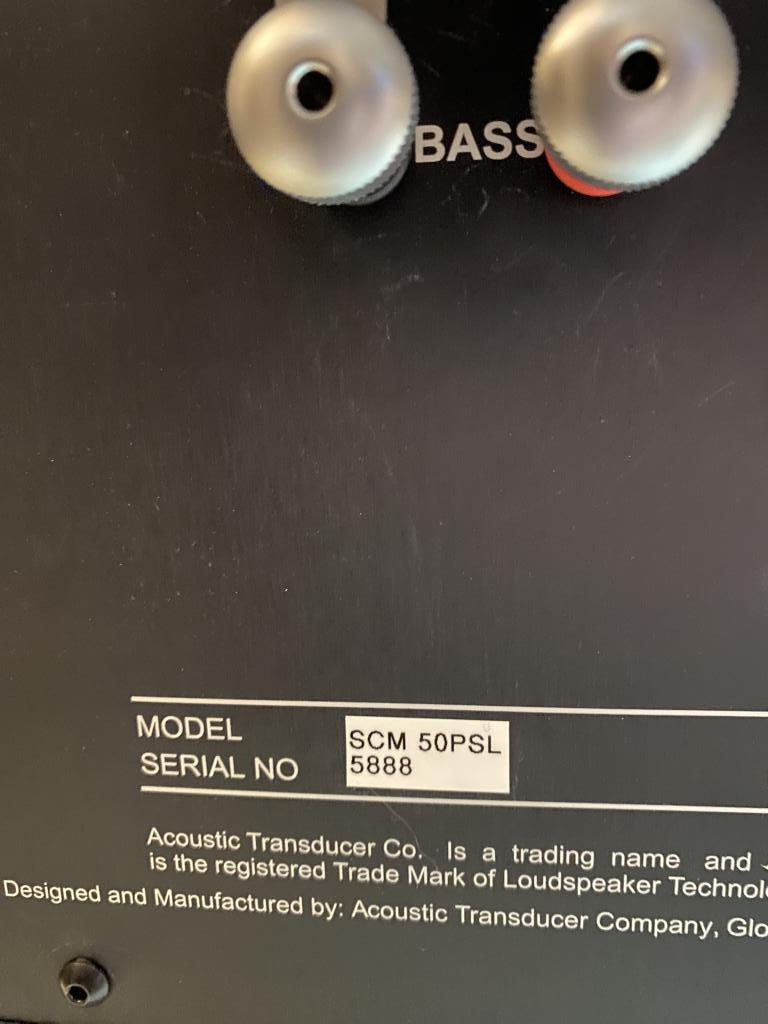 BASS
MODEL SCM 50PSL
SERIAL NO 5888
Acoustic Transducer Co. Is a trading name and
is the registered Trade Mark of Loudspeaker
Designed and Manufactured by: Acoustic Transducer Company,